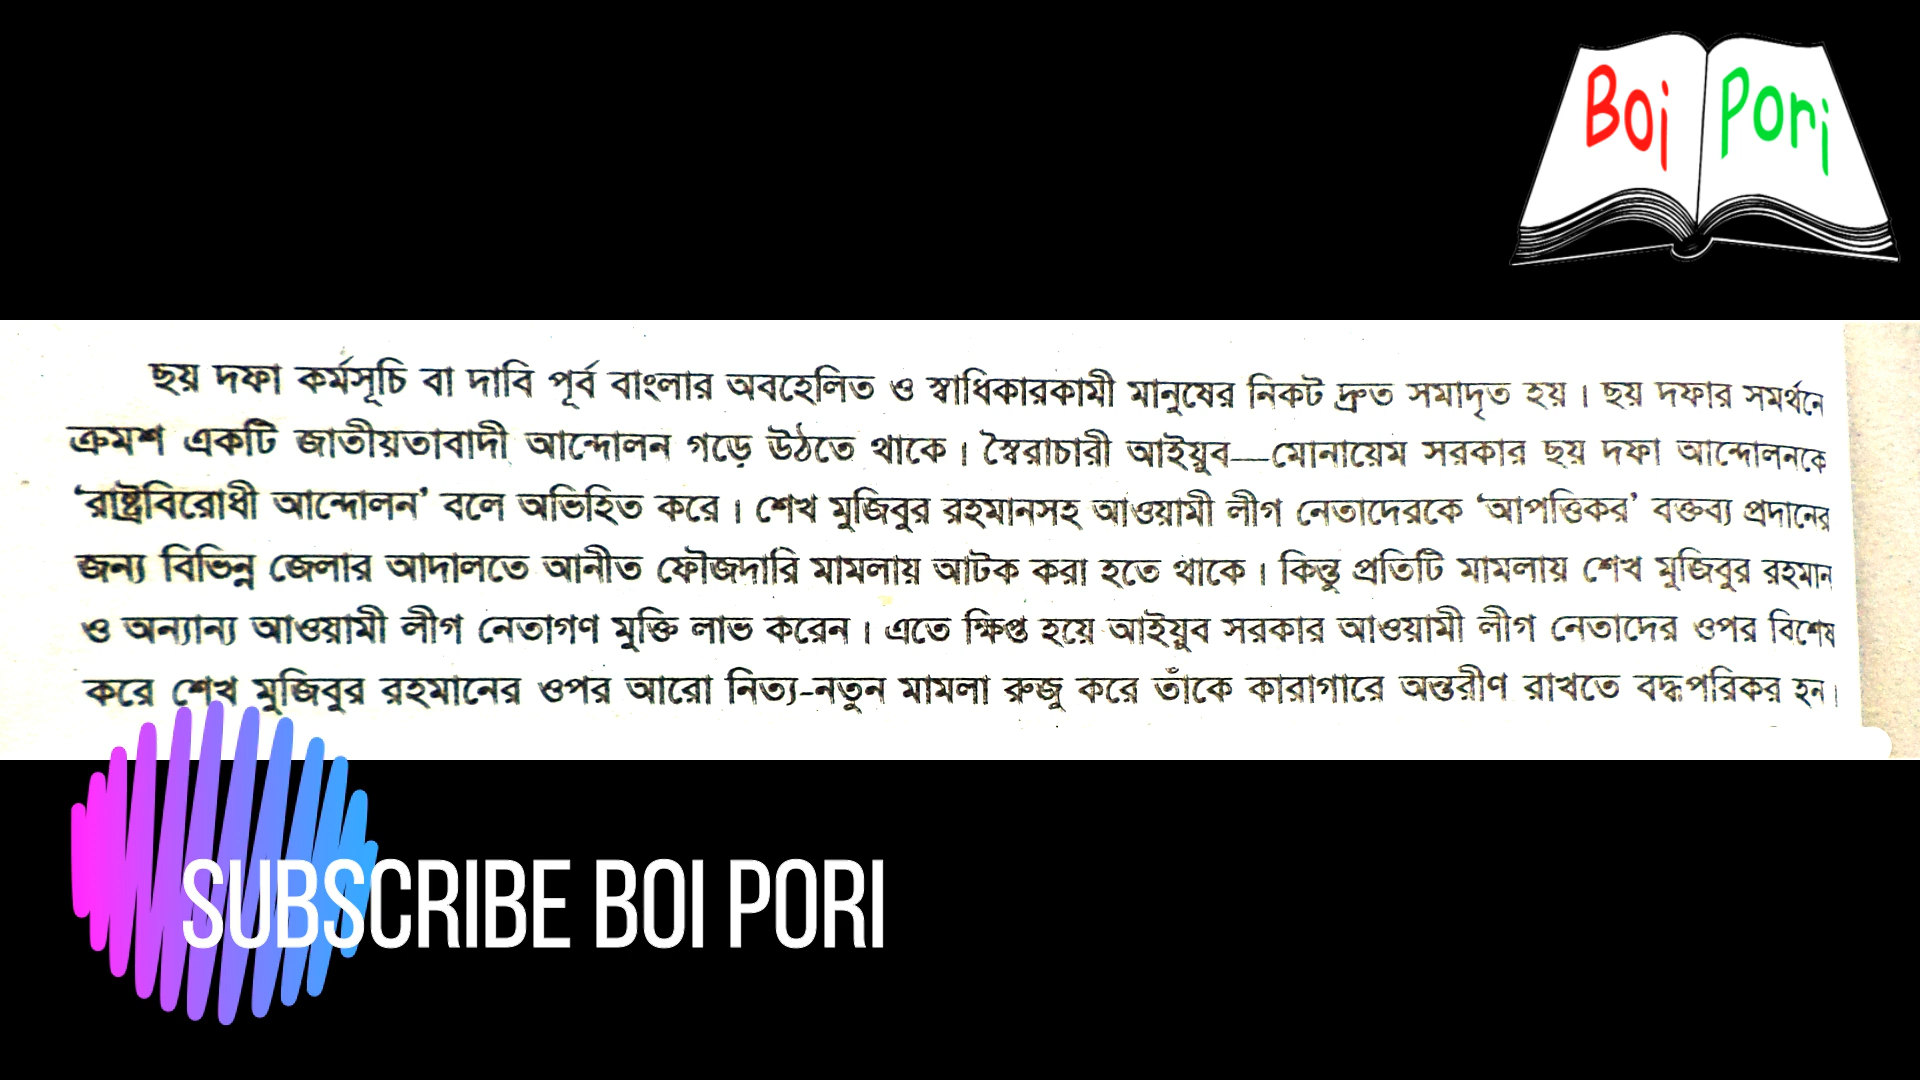 Boi Pori
ছয় দফা কর্মসূচি বা দাবি পূর্ব বাংলার অবহেলিত ও স্বাধিকারকামী মানুষের নিকট দ্রুত সমাদৃত হয়। ছয় দফার সমর্থনে
ক্রমশ একটি জাতীয়তাবাদী আন্দোলন গড়ে উঠতে থাকে। স্বৈরাচারী আইয়ুব—মোনায়েম সরকার ছয় দফা আন্দোলনকে
‘রাষ্ট্রবিরোধী আন্দোলন’ বলে অভিহিত করে। শেখ মুজিবুর রহমানসহ আওয়ামী লীগ নেতাদেরকে ‘আপত্তিকর’ বক্তব্য প্রদানের
জন্য বিভিন্ন জেলার আদালতে আনীত ফৌজদারি মামলায় আটক করা হতে থাকে। কিন্তু প্রতিটি মামলায় শেখ মুজিবুর রহমান
ও অন্যান্য আওয়ামী লীগ নেতাগণ মুক্তি লাভ করেন। এতে ক্ষিপ্ত হয়ে আইয়ুব সরকার আওয়ামী লীগ নেতাদের ওপর বিশেষ
করে শেখ মুজিবুর রহমানের ওপর আরো নিত্য-নতুন মামলা রুজু করে তাঁকে কারাগারে অন্তরীণ রাখতে বদ্ধপরিকর হন।
SUBSCRIBE BOI PORI